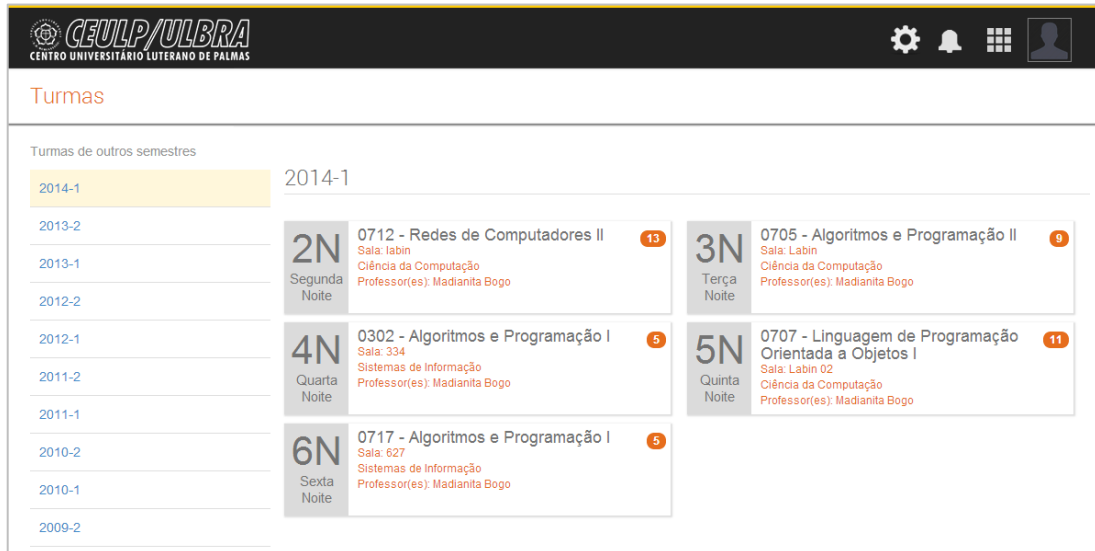 CEULP/ULBRA
CENTRO UNIVERSITÁRIO LUTERANO DE PALMAS
Turmas
Turmas de outros semestres
2014-1
2013-2
2013-1
2012-2
2012-1
2011-2
2011-1
2010-2
2010-1
2009-2
2014-1
2N
Segunda
Noite
0712 - Redes de Computadores II
13
Sala: labin
Ciência da Computação
Professor(es): Madianita Bogo
3N
Terça
Noite
0705 - Algoritmos e Programação II
9
Sala: Labin
Ciência da Computação
Professor(es): Madianita Bogo
4N
Quarta
Noite
0302 - Algoritmos e Programação I
5
Sala: 334
Sistemas de Informação
Professor(es): Madianita Bogo
5N
Quinta
Noite
0707 - Linguagem de Programação
Orientada a Objetos I
11
Sala: Labin 02
Ciência da Computação
Professor(es): Madianita Bogo
6N
Sexta
Noite
0717 - Algoritmos e Programação I
5
Sala: 627
Sistemas de Informação
Professor(es): Madianita Bogo